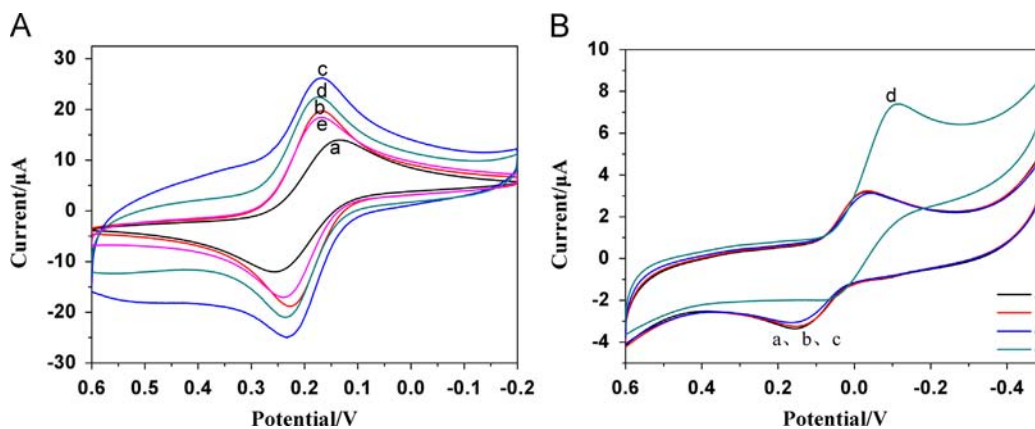 A
Current/μA
30
20
10
0
-10
-20
-30
0.6
0.5
0.4
0.3
0.2
0.1
0.0
-0.1
-0.2
Potential/V
c
d
b
e
a
B
Current/μA
10
8
6
4
2
0
-2
-4
0.6
0.4
0.2
0.0
-0.2
-0.4
Potential/V
d
a、b、c